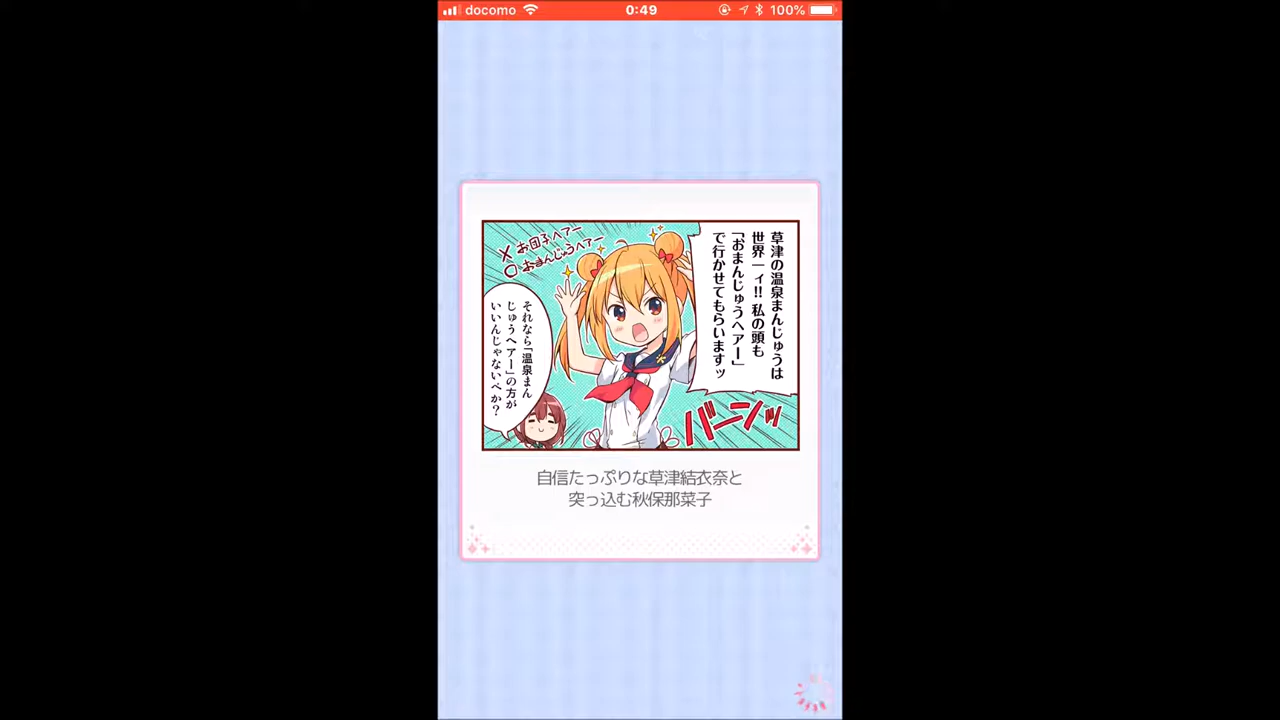 docomo
0:49
100%
草津の温泉まんじゅうは
世界一ィ!! 私の頭も
「おまんじゅうヘアー」
で行かせてもらいますッ
×お団子ヘアー
○おまんじゅうヘアー
それなら「温泉まん
じゅうヘアー」の方が
いいんじゃないべか?
バーンッ
自信たっぷりな草津結衣奈と
突っ込む秋保那菜子